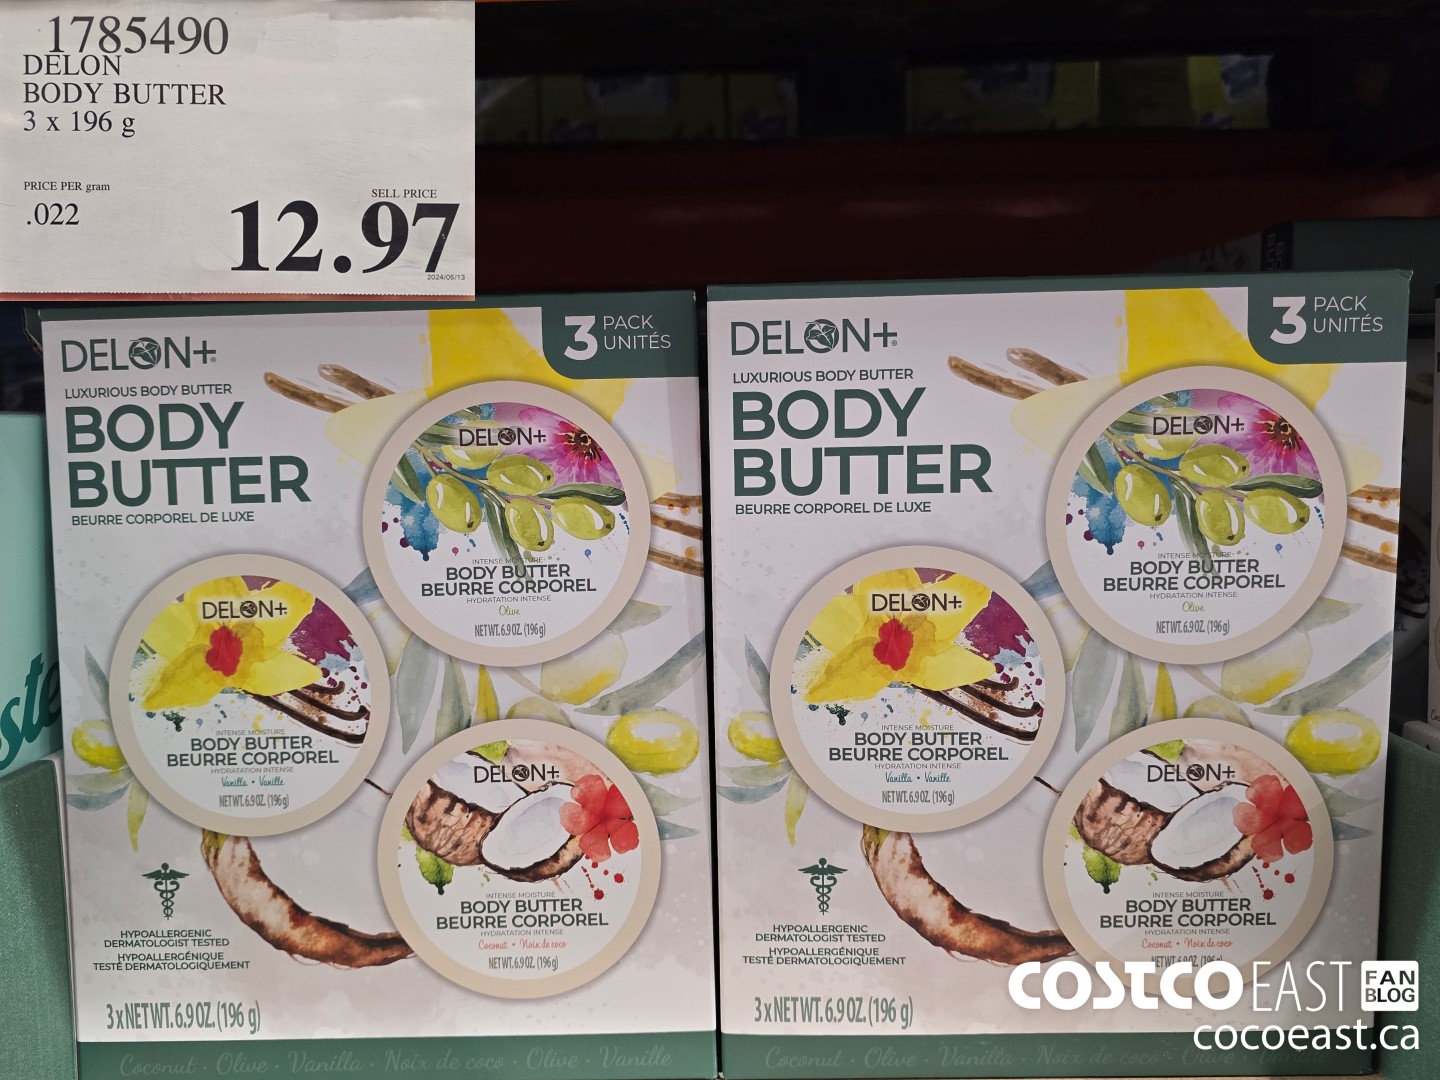 1785490
DELON
BODY BUTTER
3 x 196 g
PRICE PER gram
.022
SELL PRICE
12.97
2024/05/13
3 PACK
UNITÉS
DELON+
LUXURIOUS BODY BUTTER
BODY
BUTTER
BEURRE CORPOREL DE LUXE
DELON+
INTENSE MOISTURE
BODY BUTTER
BEURRE CORPOREL
HYDRATATION INTENSE
Olive
NET WT. 6.9 OZ. (196 g)
DELON+
INTENSE MOISTURE
BODY BUTTER
BEURRE CORPOREL
HYDRATATION INTENSE
Vanilla • Vanille
NET WT. 6.9 OZ. (196 g)
DELON+
INTENSE MOISTURE
BODY BUTTER
BEURRE CORPOREL
HYDRATATION INTENSE
Coconut • Noix de coco
NET WT. 6.9 OZ. (196 g)
HYPOALLERGENIC
DERMATOLOGIST TESTED
HYPOALLERGÉNIQUE
TESTÉ DERMATOLOGIQUEMENT
3 x NET WT. 6.9 OZ. (196 g)
Coconut • Olive • Vanilla • Noix de coco • Olive • Vanille
3 PACK
UNITÉS
DELON+
LUXURIOUS BODY BUTTER
BODY
BUTTER
BEURRE CORPOREL DE LUXE
DELON+
INTENSE MOISTURE
BODY BUTTER
BEURRE CORPOREL
HYDRATATION INTENSE
Olive
NET WT. 6.9 OZ. (196 g)
DELON+
INTENSE MOISTURE
BODY BUTTER
BEURRE CORPOREL
HYDRATATION INTENSE
Vanilla • Vanille
NET WT. 6.9 OZ. (196 g)
DELON+
INTENSE MOISTURE
BODY BUTTER
BEURRE CORPOREL
HYDRATATION INTENSE
Coconut • Noix de coco
NET WT. 6.9 OZ. (196 g)
HYPOALLERGENIC
DERMATOLOGIST TESTED
HYPOALLERGÉNIQUE
TESTÉ DERMATOLOGIQUEMENT
3 x NET WT. 6.9 OZ. (196 g)
Coconut • Olive • Vanilla • Noix de coco
COSTCO EAST FAN BLOG
cocoeast.ca